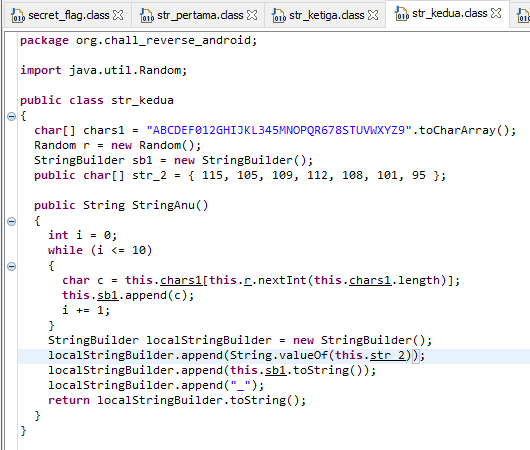 secret_flag.class str_pertama.class str_ketiga.class str_kedua.class
package org.chall_reverse_android;
import java.util.Random;
public class str_kedua
{
char[] chars1 = "ABCDEF012GHIJKL345MNOPQR678STUVWXYZ9".toCharArray();
Random r = new Random();
StringBuilder sb1 = new StringBuilder();
public char[] str_2 = { 115, 105, 109, 112, 108, 101, 95 };
public String StringAnu()
{
int i = 0;
while (i <= 10)
{
char c = this.chars1[this.r.nextInt(this.chars1.length)];
this.sb1.append(c);
i += 1;
}
StringBuilder localStringBuilder = new StringBuilder();
localStringBuilder.append(String.valueOf(this.str_2));
localStringBuilder.append(this.sb1.toString());
localStringBuilder.append("_");
return localStringBuilder.toString();
}
}